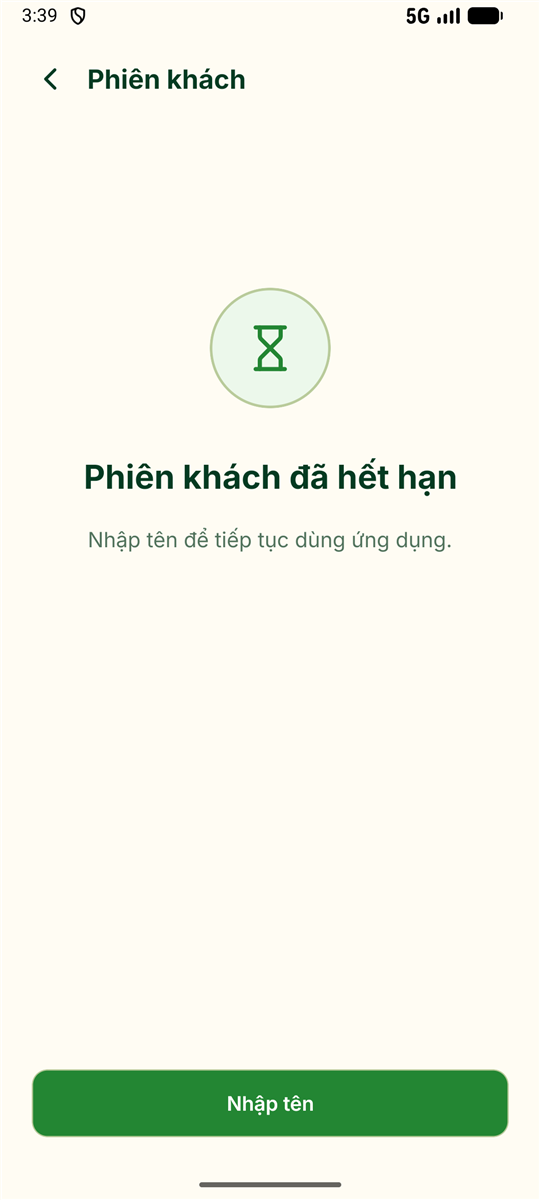 3:39
5G
Phiên khách
Phiên khách đã hết hạn
Nhập tên để tiếp tục dùng ứng dụng.
Nhập tên